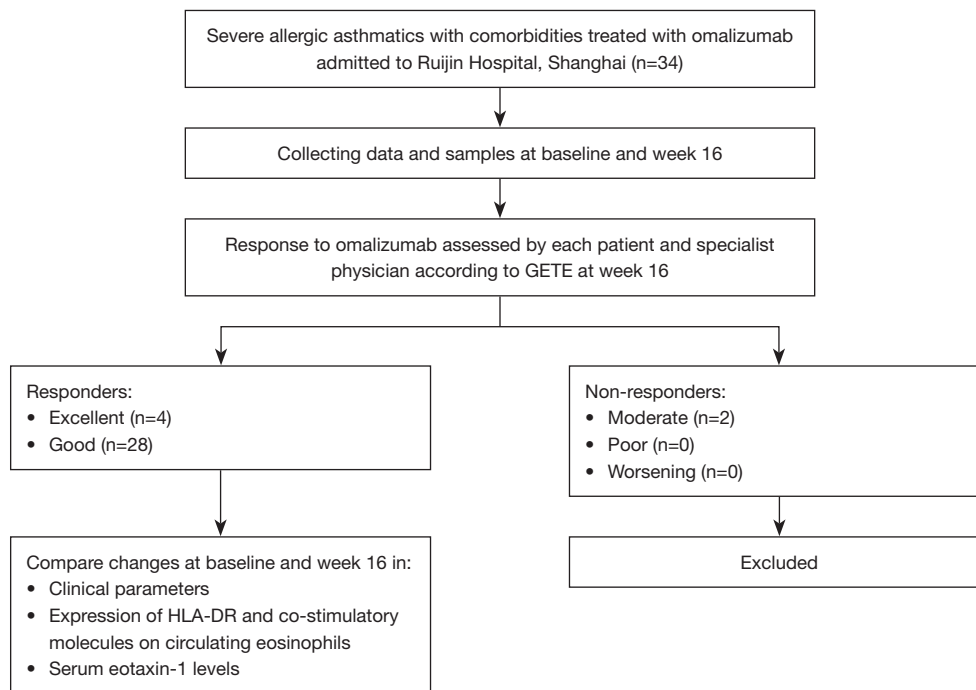 Severe allergic asthmatics with comorbidities treated with omalizumab
admitted to Ruijin Hospital, Shanghai (n=34)
Collecting data and samples at baseline and week 16
Response to omalizumab assessed by each patient and specialist
physician according to GETE at week 16
Responders:
• Excellent (n=4)
• Good (n=28)
Non-responders:
• Moderate (n=2)
• Poor (n=0)
• Worsening (n=0)
Compare changes at baseline and week 16 in:
• Clinical parameters
• Expression of HLA-DR and co-stimulatory
molecules on circulating eosinophils
• Serum eotaxin-1 levels
Excluded